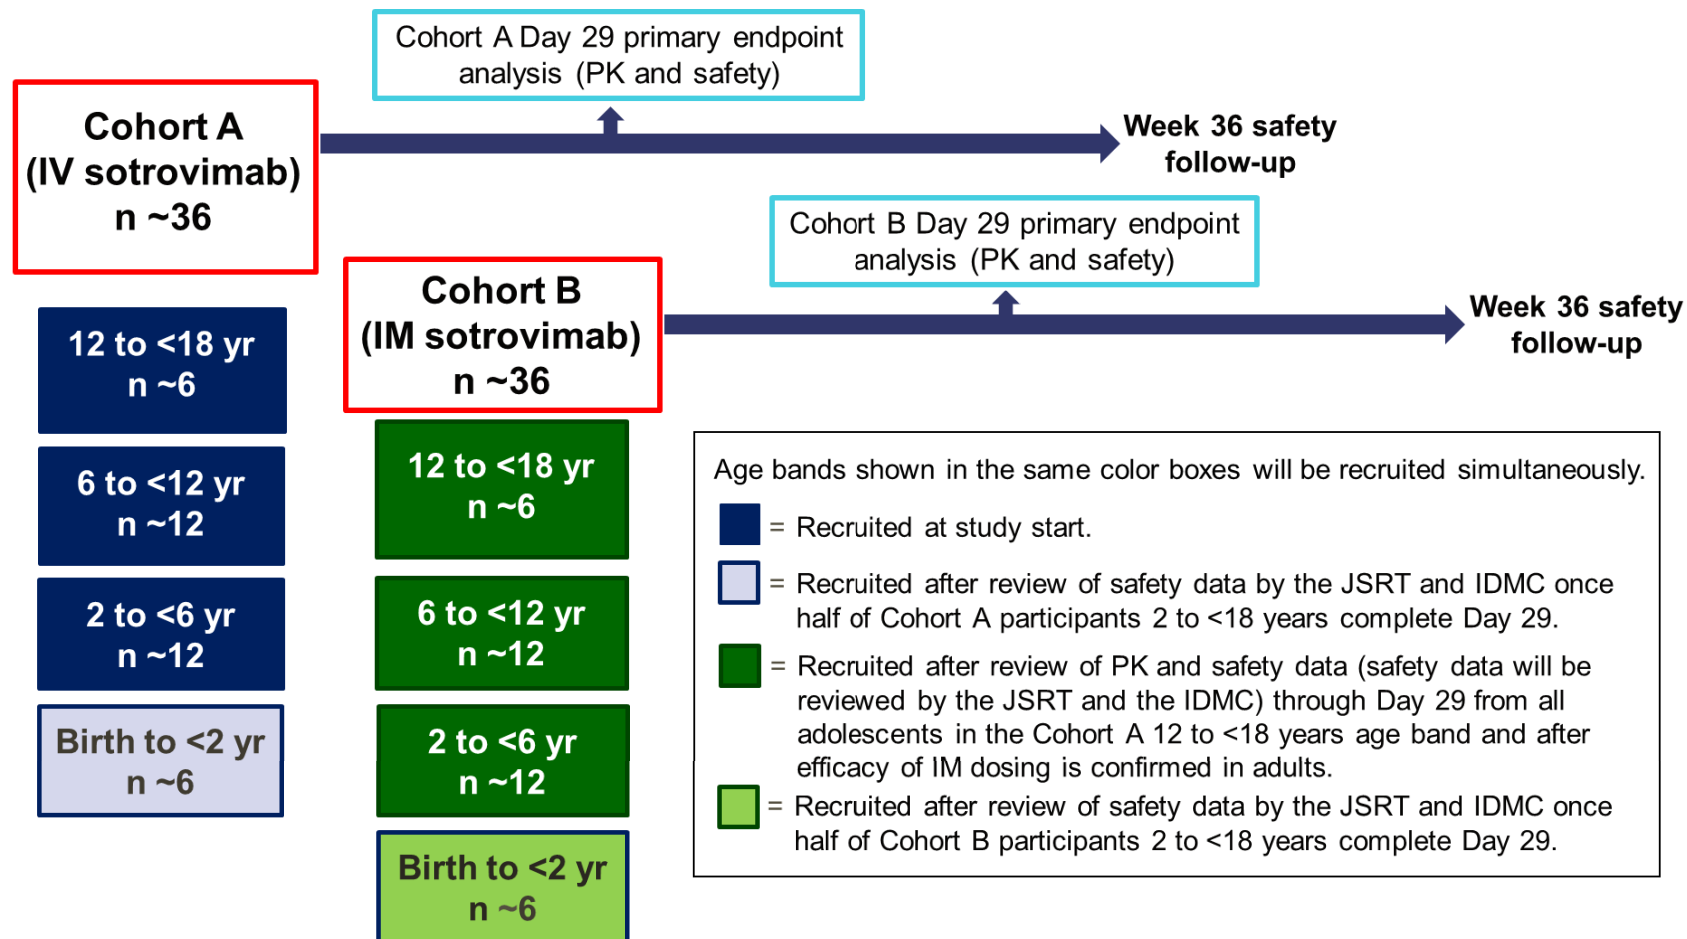 Cohort A Day 29 primary endpoint
analysis (PK and safety)
Cohort A
(IV sotrovimab)
n ~36
Week 36 safety
follow-up
Cohort B Day 29 primary endpoint
analysis (PK and safety)
Cohort B
(IM sotrovimab)
n ~36
Week 36 safety
follow-up
12 to <18 yr
n ~6
6 to <12 yr
n ~12
2 to <6 yr
n ~12
Birth to <2 yr
n ~6
12 to <18 yr
n ~6
6 to <12 yr
n ~12
2 to <6 yr
n ~12
Birth to <2 yr
n ~6
Age bands shown in the same color boxes will be recruited simultaneously.
= Recruited at study start.
= Recruited after review of safety data by the JSRT and IDMC once
half of Cohort A participants 2 to <18 years complete Day 29.
= Recruited after review of PK and safety data (safety data will be
reviewed by the JSRT and the IDMC) through Day 29 from all
adolescents in the Cohort A 12 to <18 years age band and after
efficacy of IM dosing is confirmed in adults.
= Recruited after review of safety data by the JSRT and IDMC once
half of Cohort B participants 2 to <18 years complete Day 29.